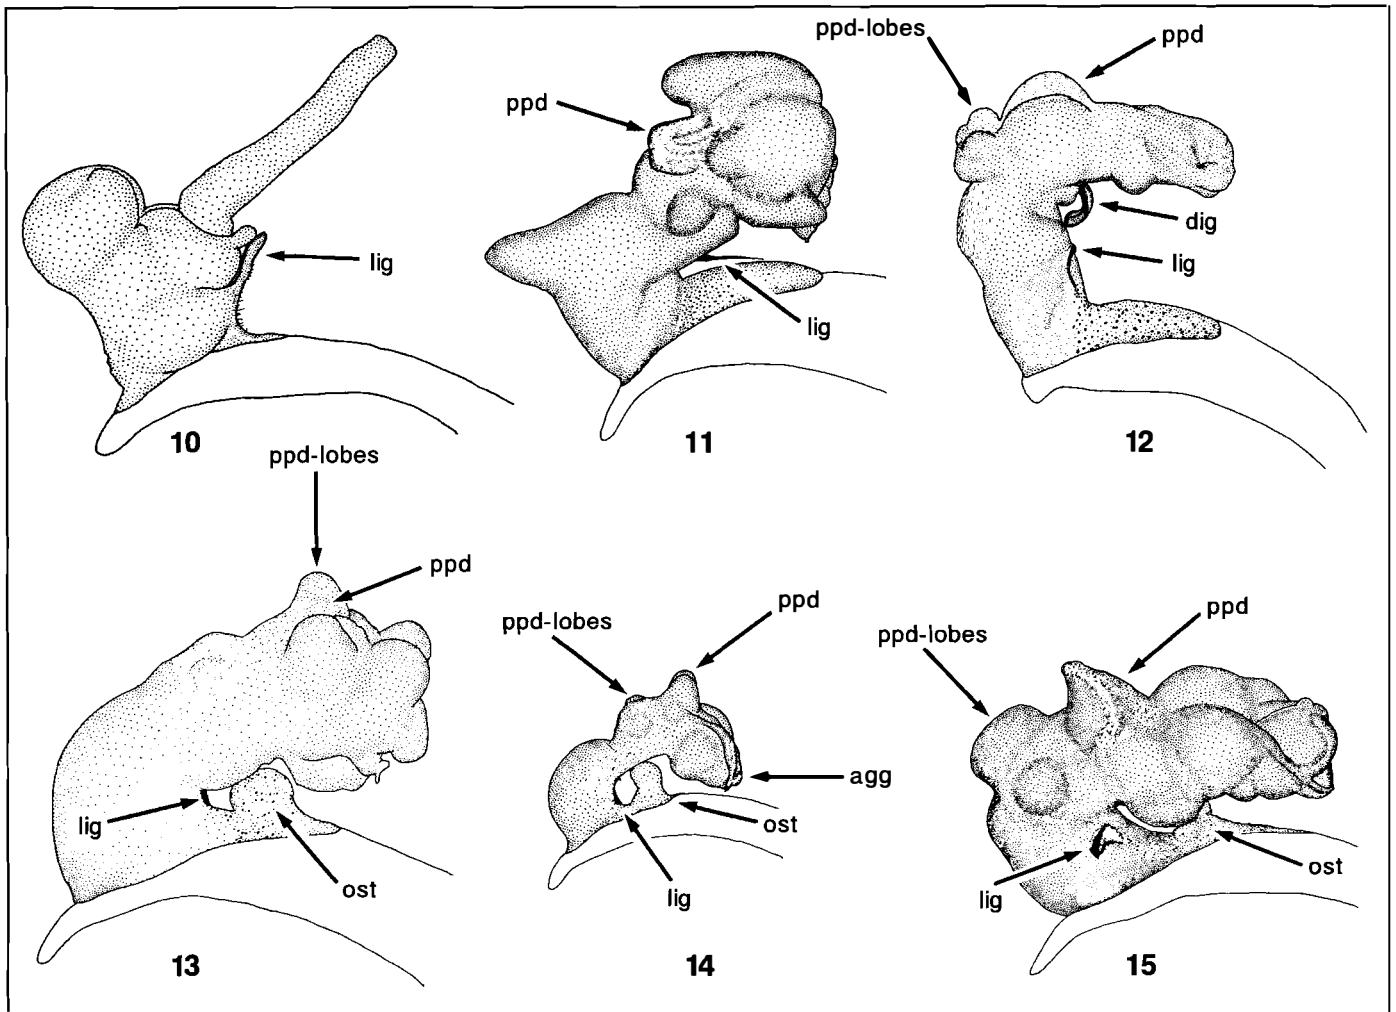 lig
10
ppd
lig
11
ppd-lobes
ppd
dig
lig
12
ppd-lobes
ppd
lig
ost
13
ppd-lobes
ppd
agg
ost
lig
14
ppd-lobes
ppd
lig
ost
15